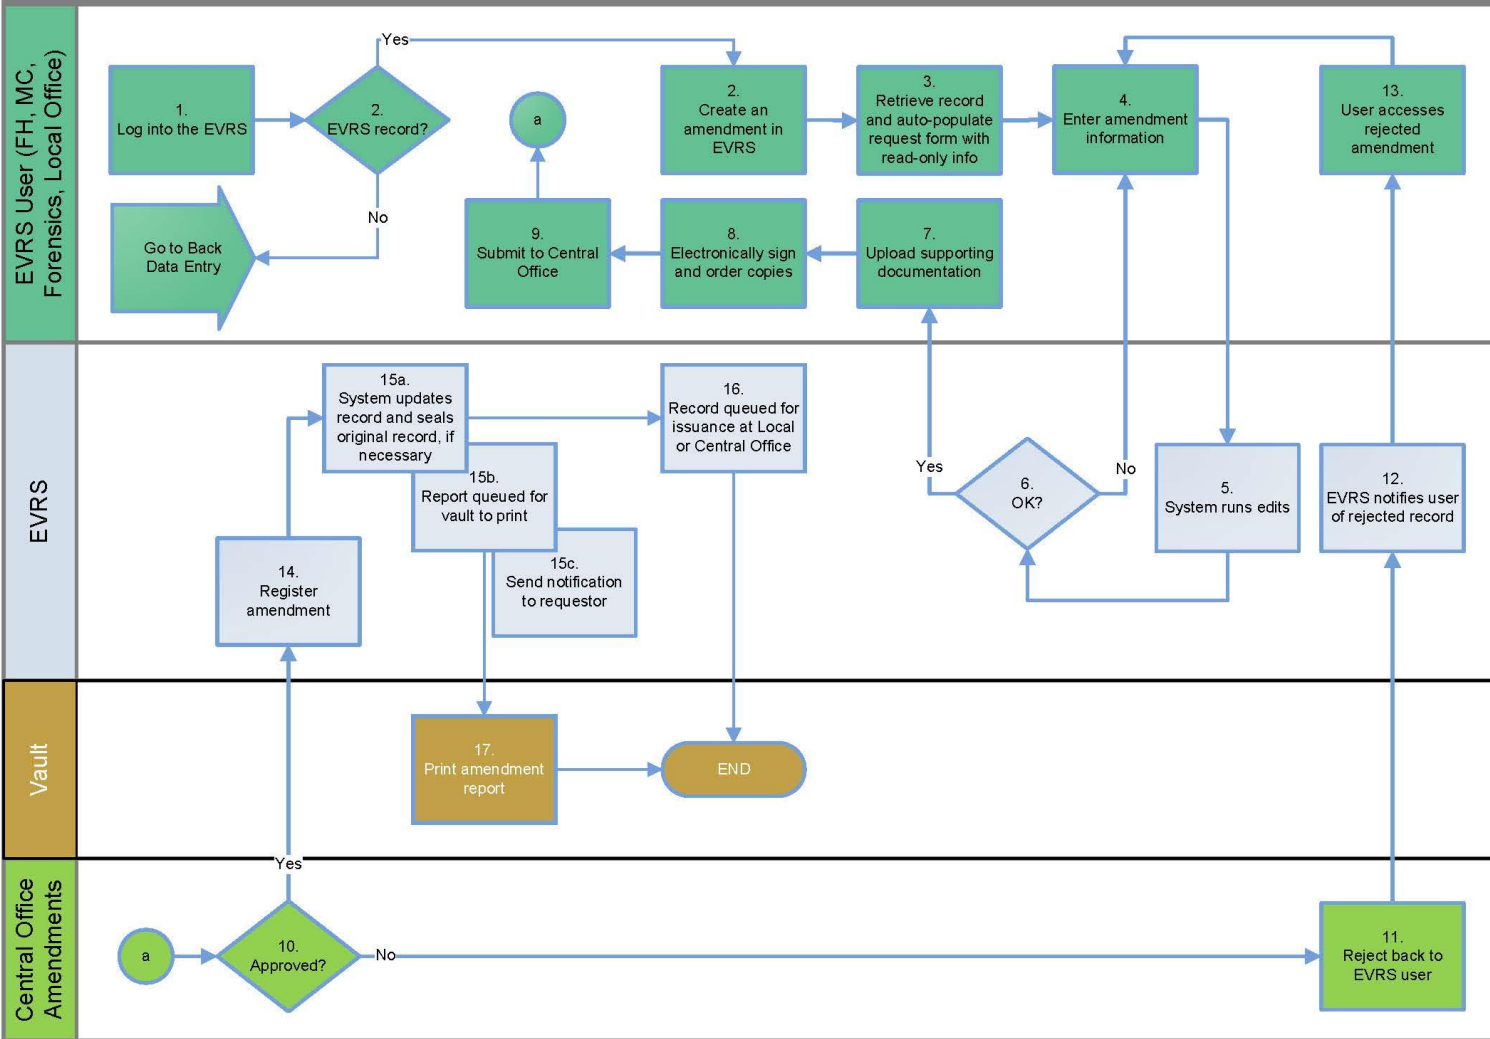 EVRS User (FH, MC,
Forensics, Local Office)
1.
Log into the EVRS
2.
EVRS record?
Yes
No
Go to Back
Data Entry
a
2.
Create an
amendment in
EVRS
3.
Retrieve record
and auto-populate
request form with
read-only info
4.
Enter amendment
information
13.
User accesses
rejected
amendment
9.
Submit to Central
Office
8.
Electronically sign
and order copies
7.
Upload supporting
documentation
EVRS
15a.
System updates
record and seals
original record, if
necessary
15b.
Report queued for
vault to print
15c.
Send notification
to requestor
16.
Record queued for
issuance at Local
or Central Office
14.
Register
amendment
Yes
6.
OK?
No
5.
System runs edits
12.
EVRS notifies user
of rejected record
Vault
17.
Print amendment
report
END
Central Office
Amendments
a
Yes
10.
Approved?
No
11.
Reject back to
EVRS user